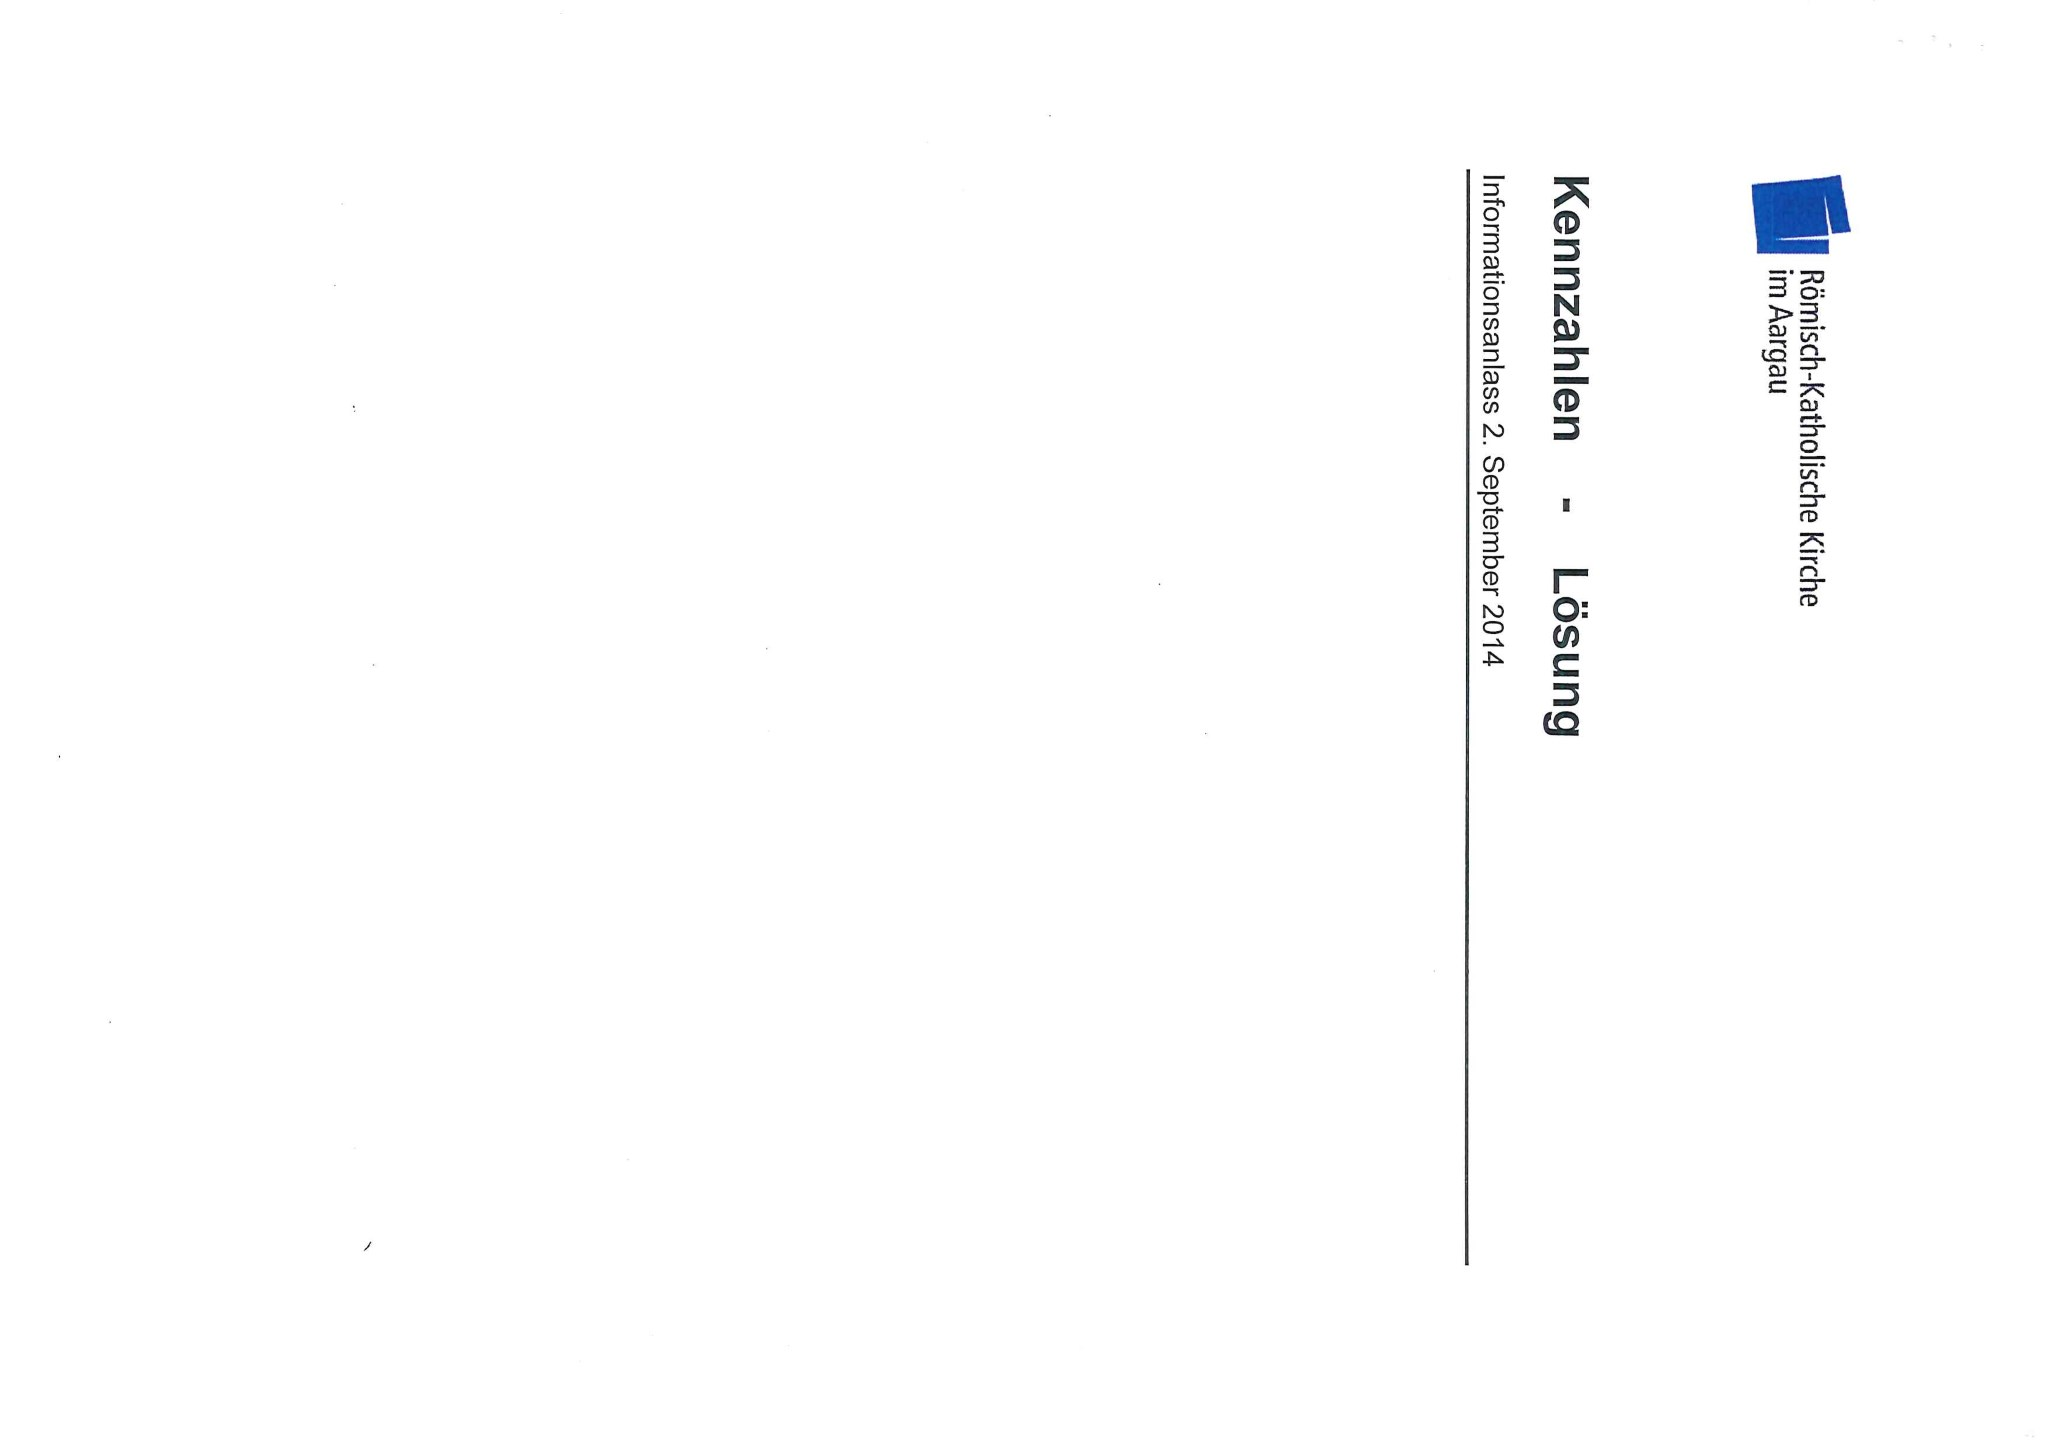 Römisch-Katholische Kirche
im Aargau
Kennzahlen - Lösung
Informationsanlass 2. September 2014